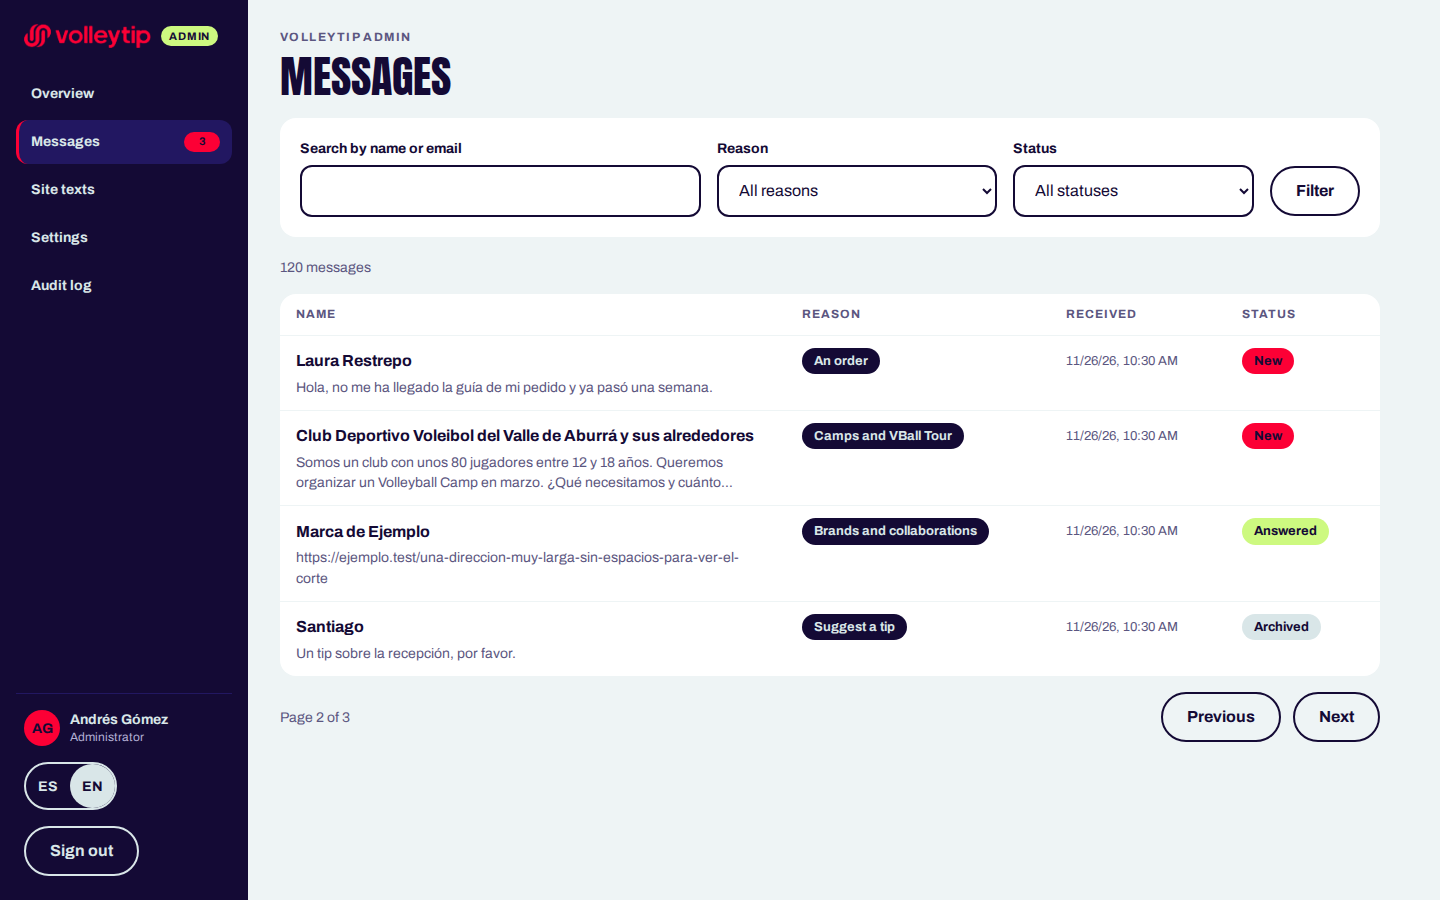 volleytip ADMIN
Overview
Messages 3
Site texts
Settings
Audit log
Andrés Gómez
AG
Administrator
ES EN
Sign out
VOLLEYTIP ADMIN
MESSAGES
Search by name or email Reason Status
All reasons All statuses Filter
120 messages
NAME REASON RECEIVED STATUS
Laura Restrepo An order 11/26/26, 10:30 AM New
Hola, no me ha llegado la guía de mi pedido y ya pasó una semana.
Club Deportivo Voleibol del Valle de Aburrá y sus alrededores Camps and VBall Tour 11/26/26, 10:30 AM New
Somos un club con unos 80 jugadores entre 12 y 18 años. Queremos
organizar un Volleyball Camp en marzo. ¿Qué necesitamos y cuánto...
Marca de Ejemplo Brands and collaborations 11/26/26, 10:30 AM Answered
https://ejemplo.test/una-direccion-muy-larga-sin-espacios-para-ver-el-
corte
Santiago Suggest a tip 11/26/26, 10:30 AM Archived
Un tip sobre la recepción, por favor.
Page 2 of 3 Previous Next